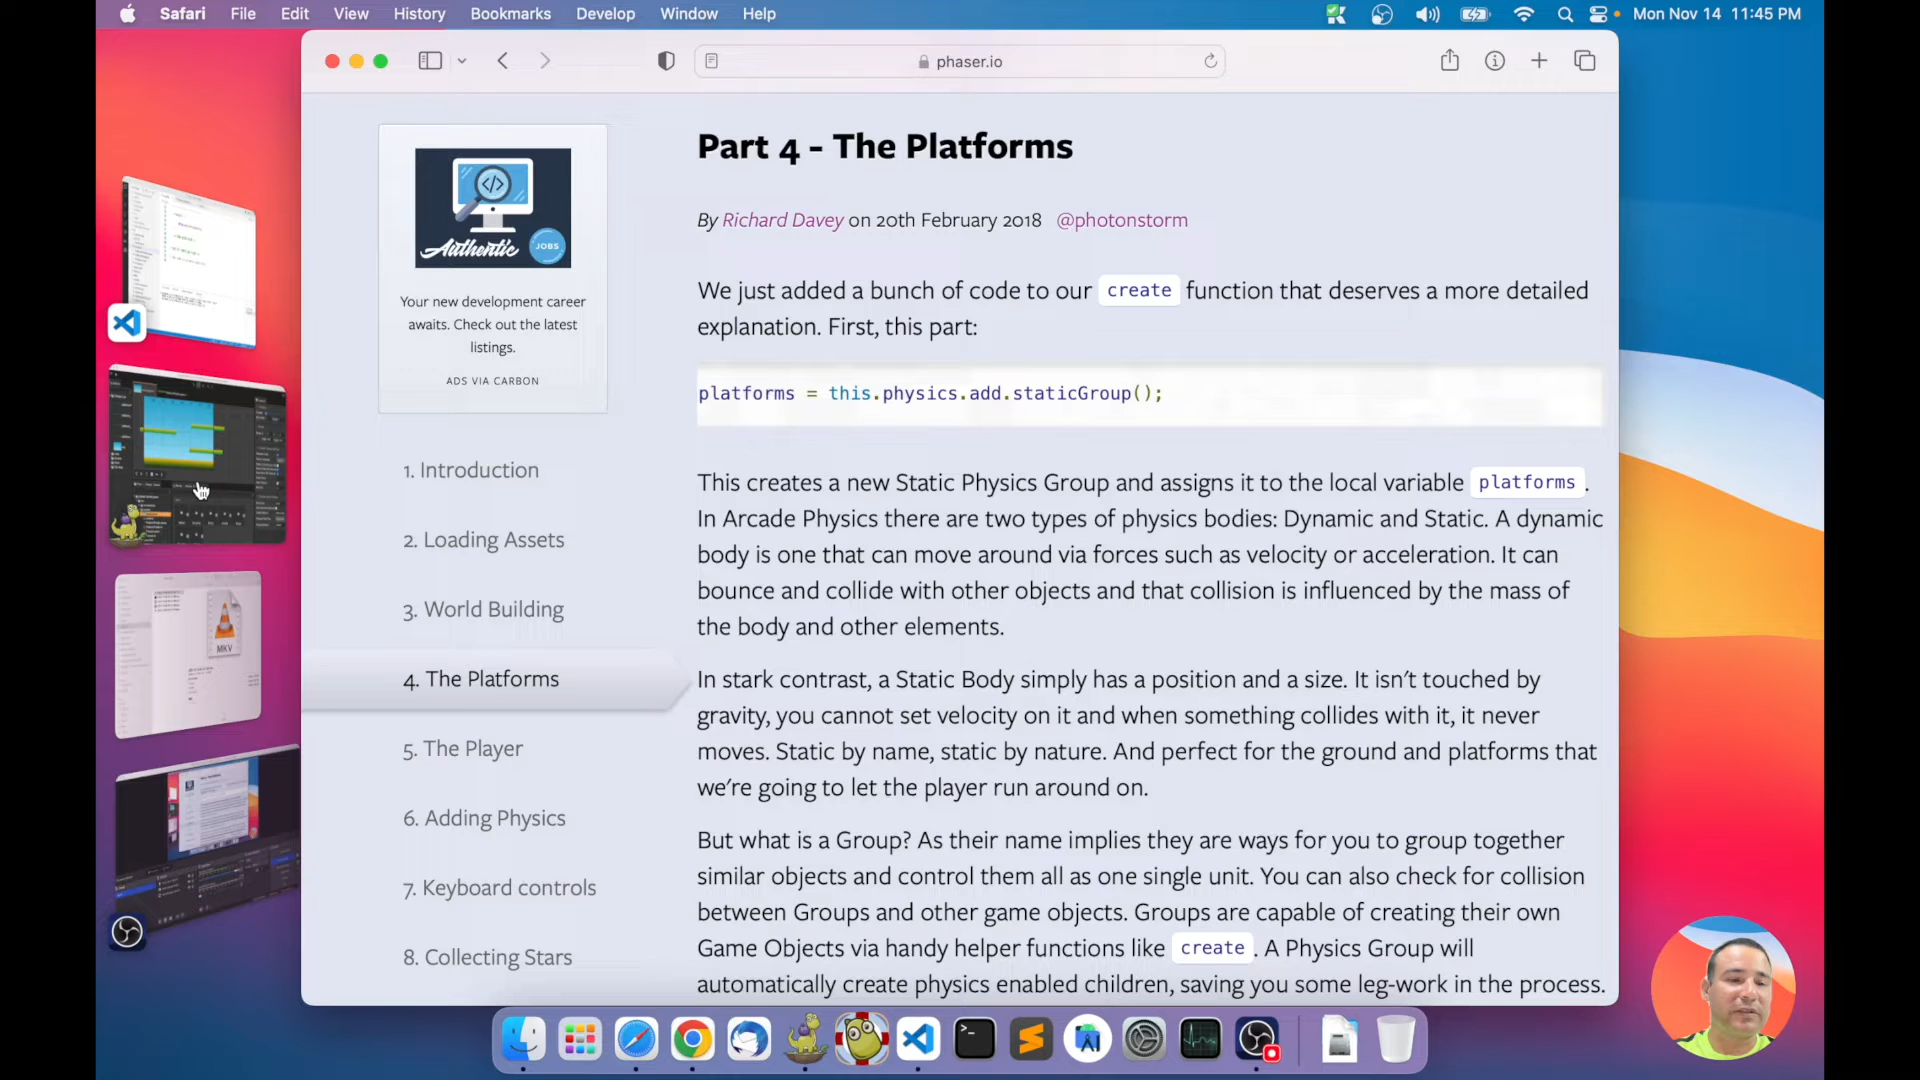 Safari File Edit View History Bookmarks Develop Window Help
Mon Nov 14 11:45 PM
phaser.io
Authentic JOBS
Your new development career
awaits. Check out the latest
listings.
ADS VIA CARBON
1. Introduction
2. Loading Assets
3. World Building
4. The Platforms
5. The Player
6. Adding Physics
7. Keyboard controls
8. Collecting Stars
Part 4 - The Platforms
By Richard Davey on 20th February 2018 @photonstorm
We just added a bunch of code to our create function that deserves a more detailed
explanation. First, this part:
platforms = this.physics.add.staticGroup();
This creates a new Static Physics Group and assigns it to the local variable platforms.
In Arcade Physics there are two types of physics bodies: Dynamic and Static. A dynamic
body is one that can move around via forces such as velocity or acceleration. It can
bounce and collide with other objects and that collision is influenced by the mass of
the body and other elements.
In stark contrast, a Static Body simply has a position and a size. It isn't touched by
gravity, you cannot set velocity on it and when something collides with it, it never
moves. Static by name, static by nature. And perfect for the ground and platforms that
we're going to let the player run around on.
But what is a Group? As their name implies they are ways for you to group together
similar objects and control them all as one single unit. You can also check for collision
between Groups and other game objects. Groups are capable of creating their own
Game Objects via handy helper functions like create. A Physics Group will
automatically create physics enabled children, saving you some leg-work in the process.
MKV